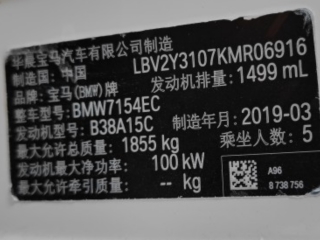 华晨宝马汽车有限公司制造
制造国: 中国 LBV2Y3107KMR06916
品牌: 宝马(BMW)牌 发动机排量: 1499 mL
整车型号: BMW7154EC
发动机型号: B38A15C 制造年月: 2019-03
最大允许总质量: 1855 kg 乘坐人数: 5
发动机最大净功率: 100 kW
最大允许牵引质量: -- kg
A96
8 738 756